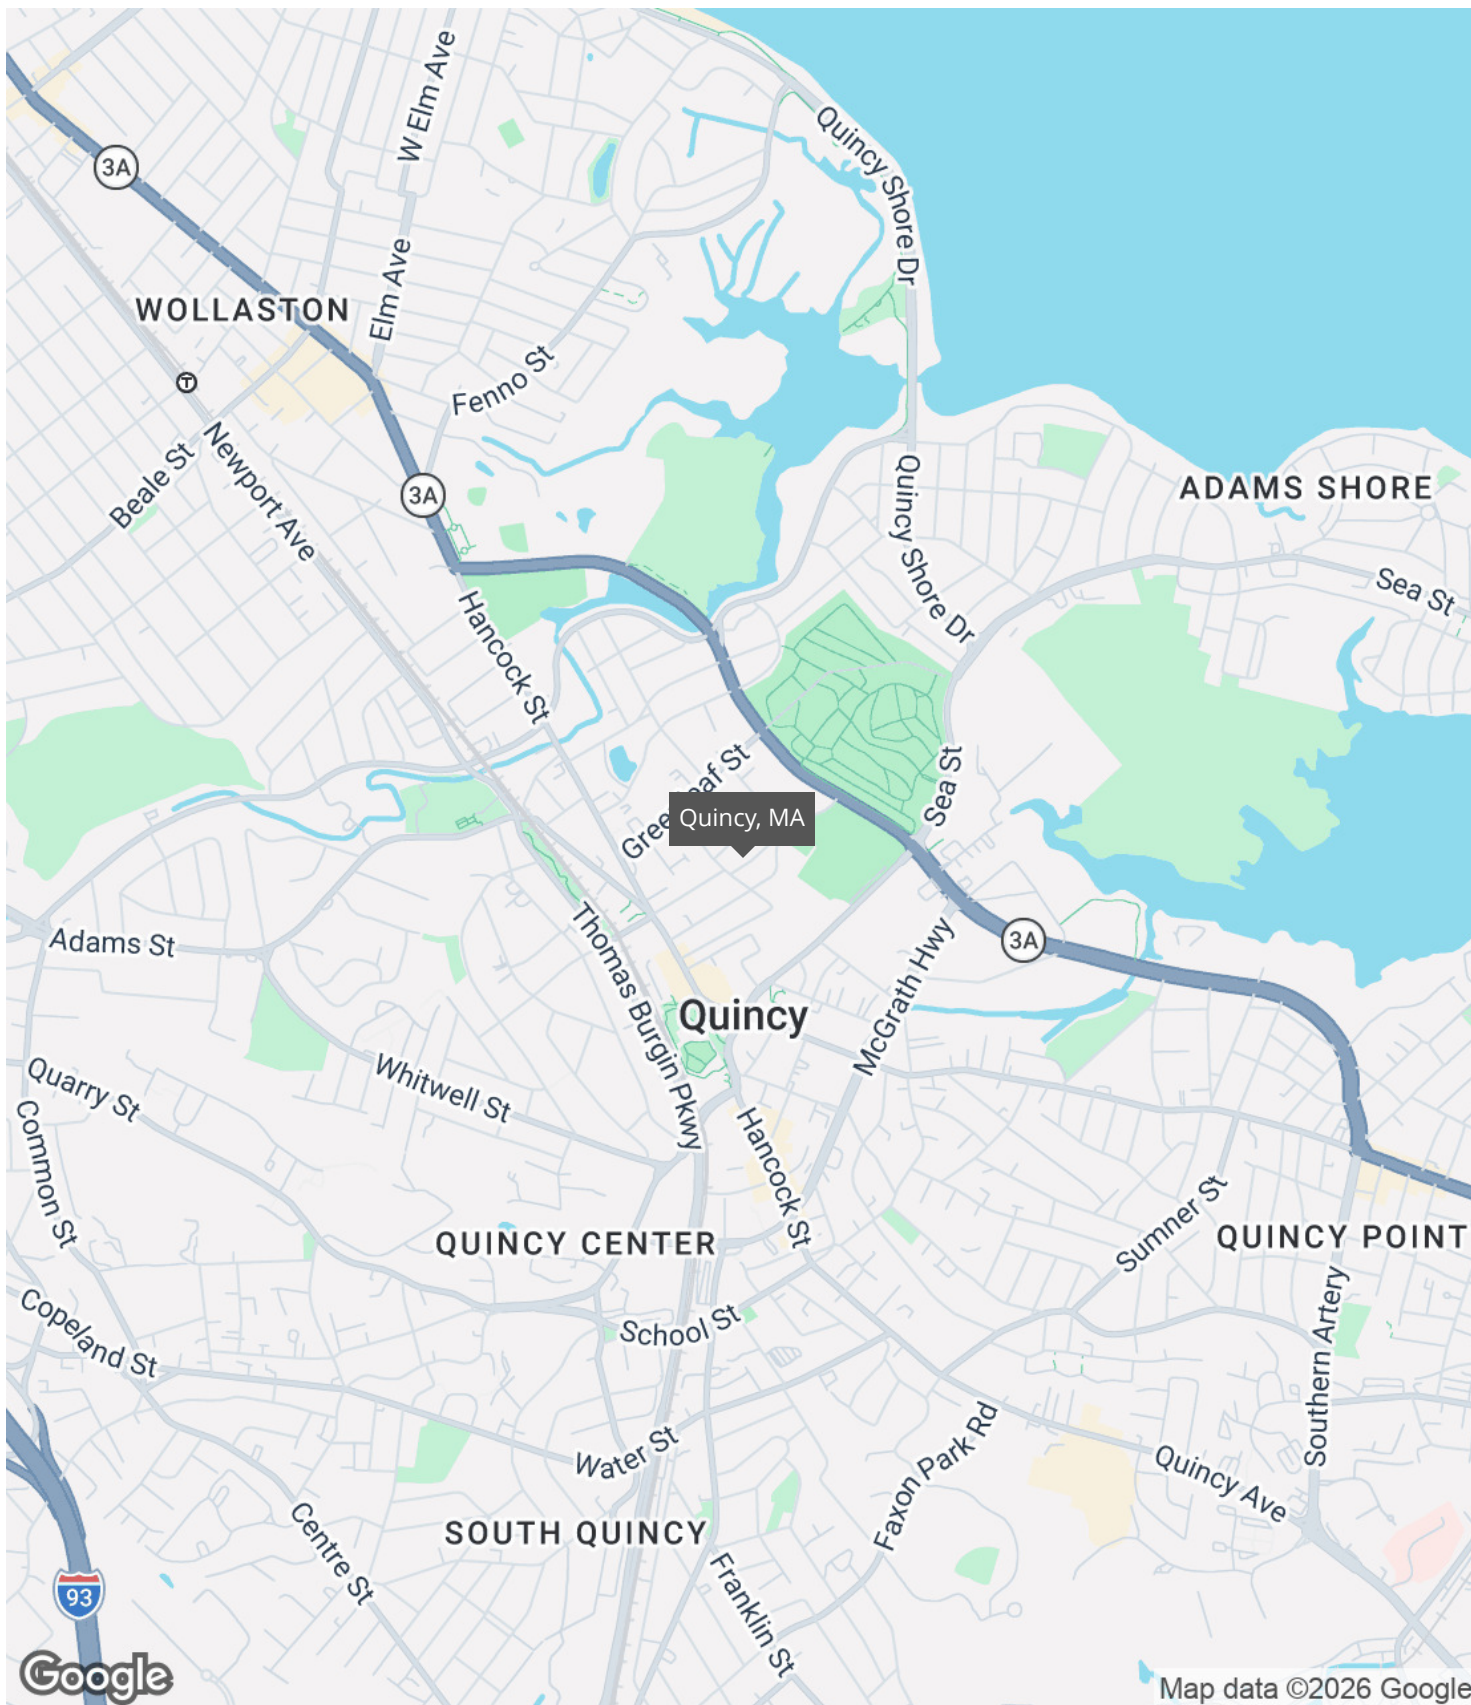 W Elm Ave
Quincy Shore Dr
3A
Elm Ave
WOLLASTON
Fenno St
T
Newport Ave
Beale St
3A
ADAMS SHORE
Quincy Shore Dr
Sea St
Hancock St
Sea St
Quincy, MA
Adams St
Thomas Burgin Pkwy
3A
McGrath Hwy
Quincy
Whitwell St
Quarry St
Common St
Hancock St
Sumner St
QUINCY CENTER
QUINCY POINT
Copeland St
School St
Southern Artery
Water St
Faxon Park Rd
Quincy Ave
SOUTH QUINCY
Centre St
93
Franklin St
Google
Map data ©2026 Google